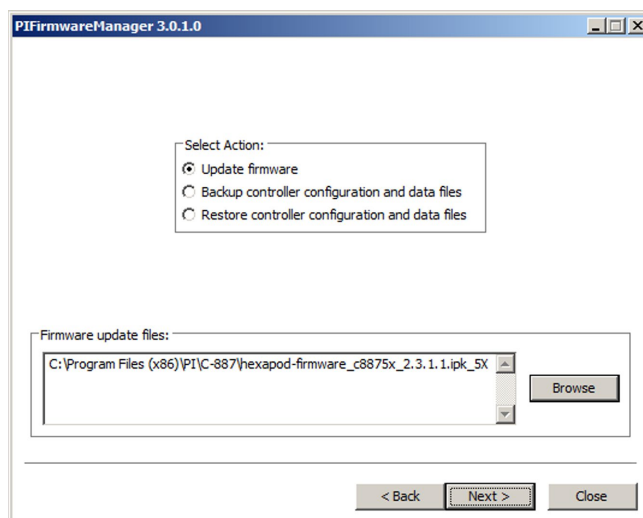 PIFirmwareManager 3.0.1.0
Select Action:
Update firmware
Backup controller configuration and data files
Restore controller configuration and data files
Firmware update files:
C:\Program Files (x86)\PI\C-887\hexapod-firmware_c8875x_2.3.1.1.ipk_5X
Browse
< Back
Next >
Close